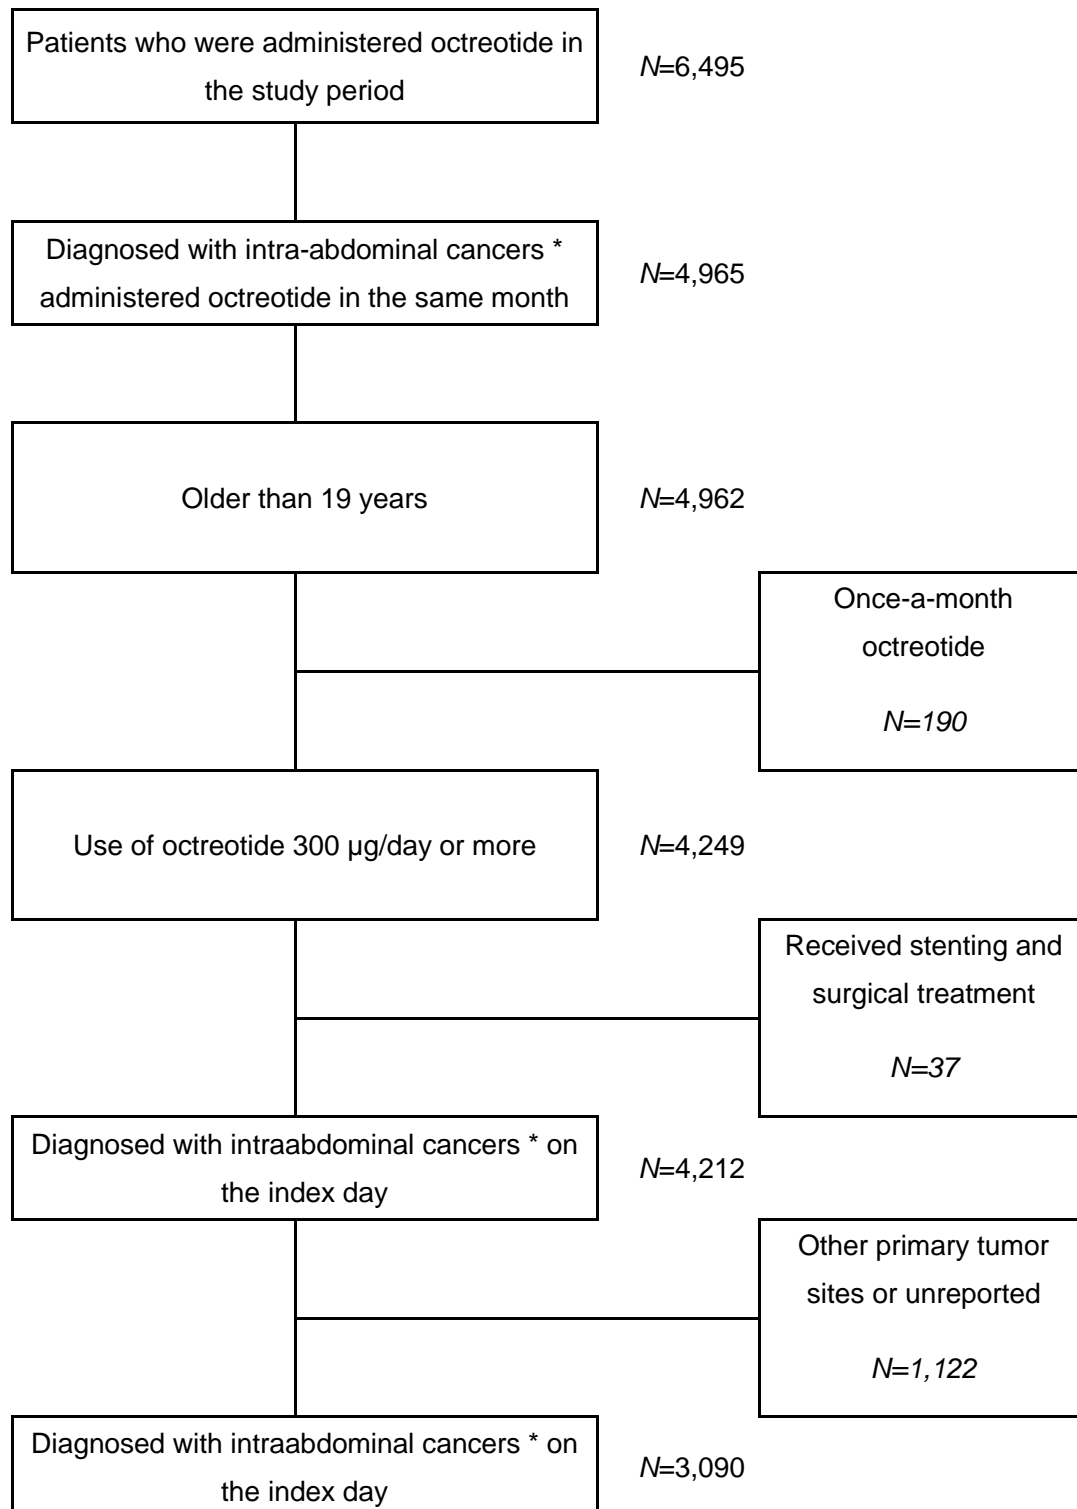 Patients who were administered octreotide in
the study period
N=6,495
Diagnosed with intra-abdominal cancers *
administered octreotide in the same month
N=4,965
Older than 19 years
N=4,962
Once-a-month
octreotide
N=190
Use of octreotide 300 µg/day or more
N=4,249
Received stenting and
surgical treatment
N=37
Diagnosed with intraabdominal cancers * on
the index day
N=4,212
Other primary tumor
sites or unreported
N=1,122
Diagnosed with intraabdominal cancers * on
the index day
N=3,090